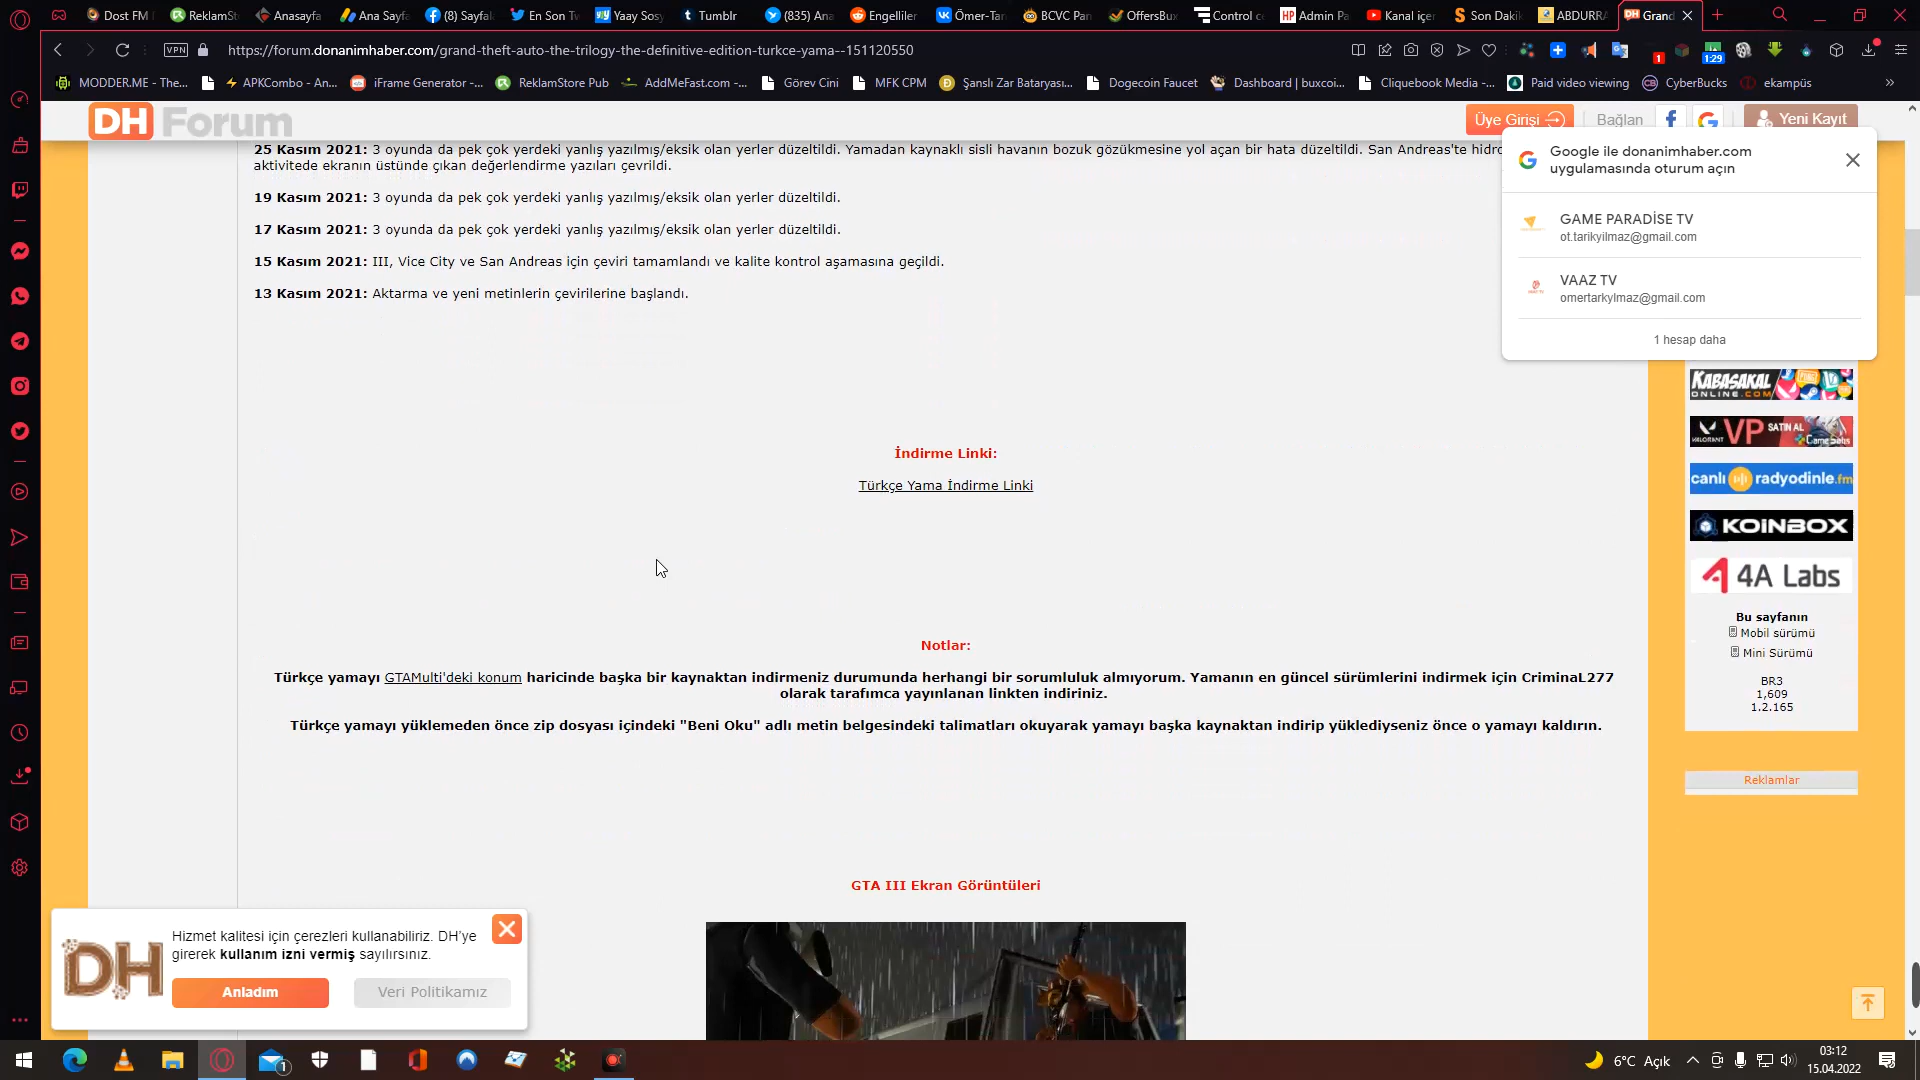 Dost FM
ReklamSt
Anasayfa
Ana Sayfa
(8) Sayfala
En Son Tw
Yaay Sosy
Tumblr
(835) Ana
Engelliler
Ömer-Tar
BCVC Pan
OffersBux
Control ce
Admin Pa
Kanal içer
Son Dakik
ABDURRA
Grand
VPN
https://forum.donanimhaber.com/grand-theft-auto-the-trilogy-the-definitive-edition-turkce-yama--151120550
1
1:29
MODDER.ME - The...
APKCombo - An...
iFrame Generator -...
ReklamStore Pub
AddMeFast.com -...
Görev Cini
MFK CPM
Şanslı Zar Bataryası...
Dogecoin Faucet
Dashboard | buxcoi...
Cliquebook Media -...
Paid video viewing
CyberBucks
ekampüs
DH Forum
Üye Girişi
Bağlan
Yeni Kayıt
25 Kasım 2021: 3 oyunda da pek çok yerdeki yanlış yazılmış/eksik olan yerler düzeltildi. Yamadan kaynaklı sisli havanın bozuk gözükmesine yol açan bir hata düzeltildi. San Andreas'te hidro
aktivitede ekranın üstünde çıkan değerlendirme yazıları çevrildi.
19 Kasım 2021: 3 oyunda da pek çok yerdeki yanlış yazılmış/eksik olan yerler düzeltildi.
17 Kasım 2021: 3 oyunda da pek çok yerdeki yanlış yazılmış/eksik olan yerler düzeltildi.
15 Kasım 2021: III, Vice City ve San Andreas için çeviri tamamlandı ve kalite kontrol aşamasına geçildi.
13 Kasım 2021: Aktarma ve yeni metinlerin çevirilerine başlandı.
Google ile donanimhaber.com
uygulamasında oturum açın
GAME PARADİSE TV
ot.tarikyilmaz@gmail.com
VAAZ TV
omertarkylmaz@gmail.com
1 hesap daha
İndirme Linki:
Türkçe Yama İndirme Linki
Notlar:
Türkçe yamayı GTAMulti'deki konum haricinde başka bir kaynaktan indirmeniz durumunda herhangi bir sorumluluk almıyorum. Yamanın en güncel sürümlerini indirmek için CriminaL277
olarak tarafımca yayınlanan linkten indiriniz.
Türkçe yamayı yüklemeden önce zip dosyası içindeki "Beni Oku" adlı metin belgesindeki talimatları okuyarak yamayı başka kaynaktan indirip yüklediyseniz önce o yamayı kaldırın.
GTA III Ekran Görüntüleri
KABASAKAL
ONLINE.COM
VALORANT VP SATIN AL GameSatış
canlı radyodinle.fm
KOINBOX
4A Labs
Bu sayfanın
Mobil sürümü
Mini Sürümü
BR3
1,609
1.2.165
Reklamlar
DH
Hizmet kalitesi için çerezleri kullanabiliriz. DH'ye
girerek kullanım izni vermiş sayılırsınız.
Anladım
Veri Politikamız
1
6°C Açık
03:12
15.04.2022